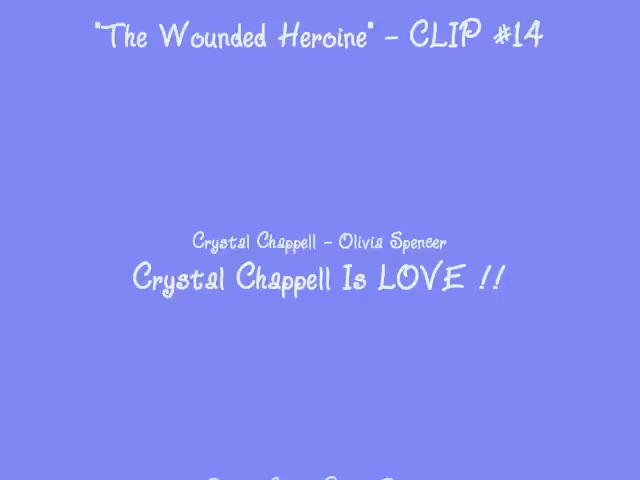 "The Wounded Heroine" - CLIP #14
Crystal Chappell - Olivia Spencer
Crystal Chappell Is LOVE !!